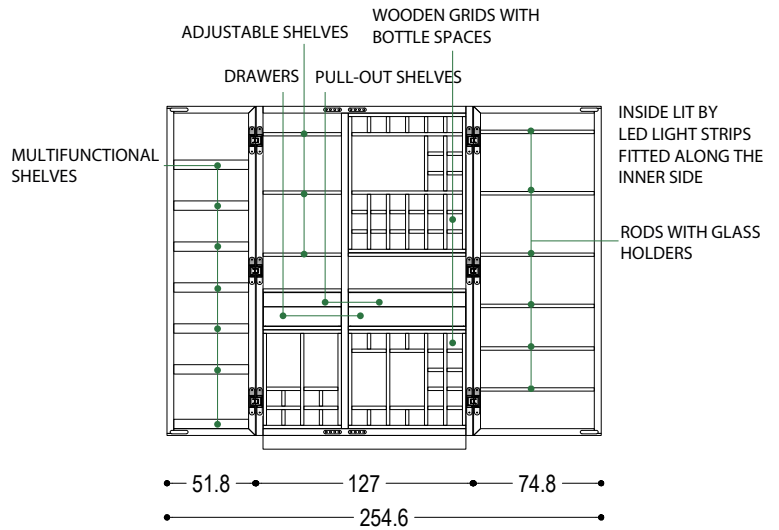 WOODEN GRIDS WITH
BOTTLE SPACES
ADJUSTABLE SHELVES
DRAWERS
PULL-OUT SHELVES
INSIDE LIT BY
LED LIGHT STRIPS
FITTED ALONG THE
INNER SIDE
MULTIFUNCTIONAL
SHELVES
RODS WITH GLASS
HOLDERS
51.8
127
74.8
254.6